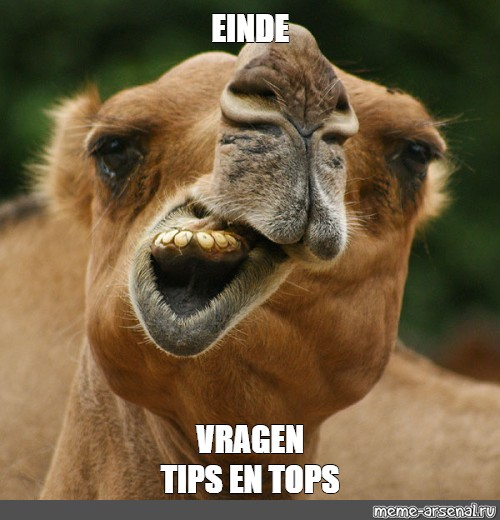 EINDE
VRAGEN
TIPS EN TOPS
meme-arsenal.ru